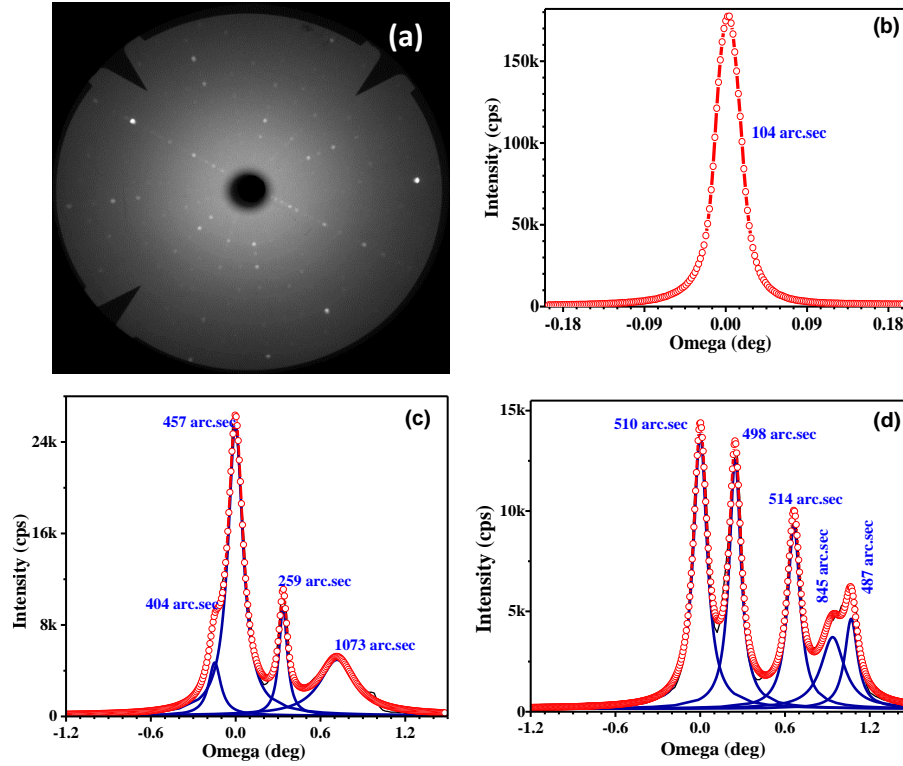 (a)
(b)
150k
100k
50k
0
Intensity (cps)
104 arc.sec
-0.18 -0.09 0.00 0.09 0.18
Omega (deg)
(c)
24k
16k
8k
0
Intensity (cps)
457 arc.sec
404 arc.sec
259 arc.sec
1073 arc.sec
-1.2 -0.6 0.0 0.6 1.2
Omega (deg)
(d)
15k
10k
5k
0
Intensity (cps)
510 arc.sec
498 arc.sec
514 arc.sec
845 arc.sec
487 arc.sec
-1.2 -0.6 0.0 0.6 1.2
Omega (deg)